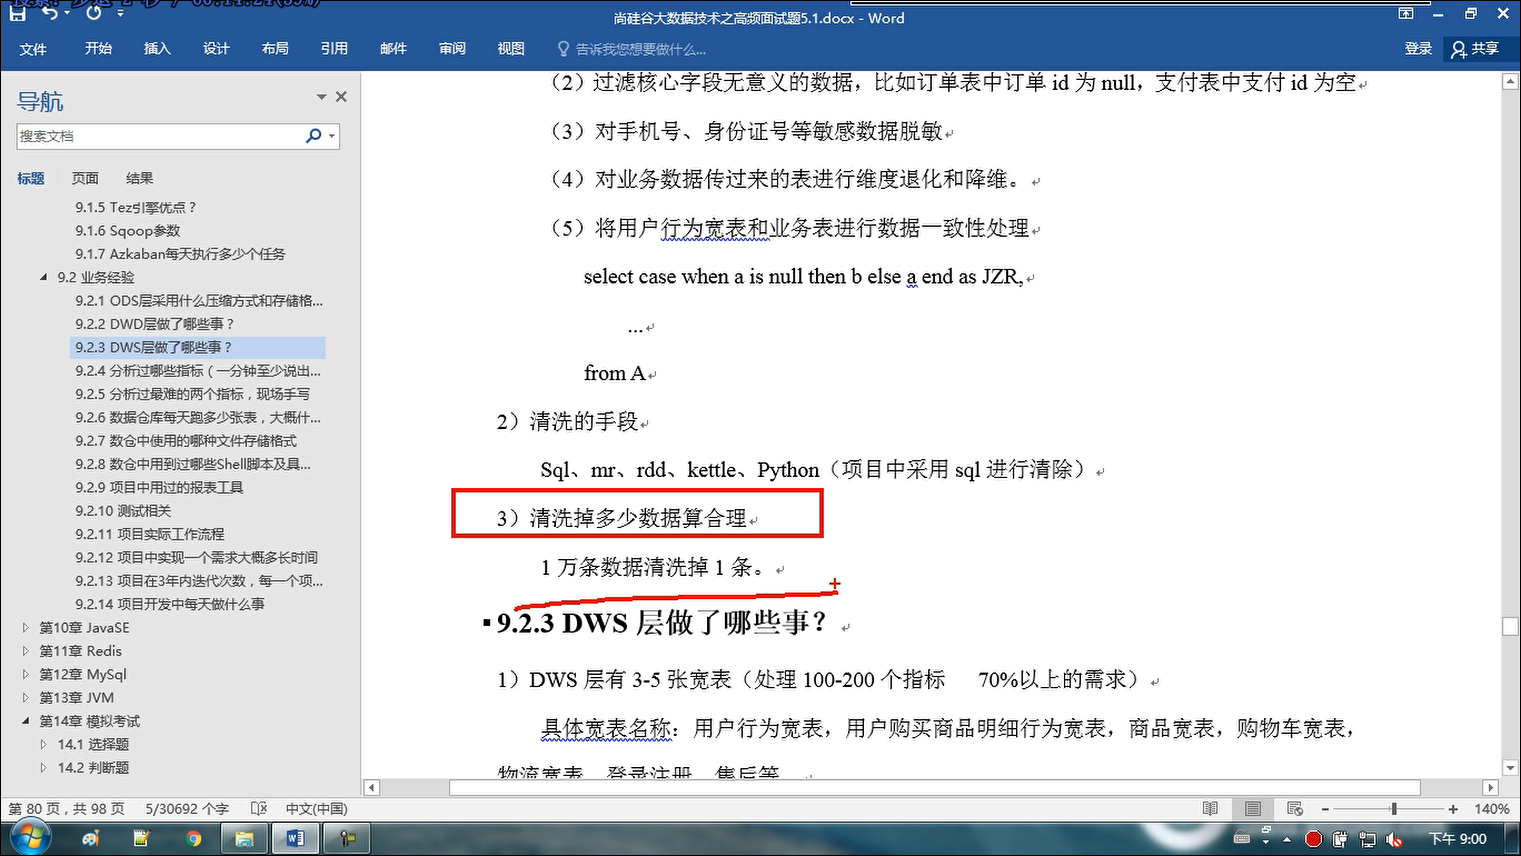 尚硅谷大数据技术之高频面试题5.1.docx - Word
文件 开始 插入 设计 布局 引用 邮件 审阅 视图 告诉我您想要做什么... 登录 共享
导航
搜索文档
标题 页面 结果
9.1.5 Tez引擎优点？
9.1.6 Sqoop参数
9.1.7 Azkaban每天执行多少个任务
9.2 业务经验
9.2.1 ODS层采用什么压缩方式和存储格...
9.2.2 DWD层做了哪些事？
9.2.3 DWS层做了哪些事？
9.2.4 分析过哪些指标（一分钟至少说出...
9.2.5 分析过最难的两个指标，现场手写
9.2.6 数据仓库每天跑多少张表，大概什...
9.2.7 数仓中使用的哪种文件存储格式
9.2.8 数仓中用到过哪些Shell脚本及具...
9.2.9 项目中用过的报表工具
9.2.10 测试相关
9.2.11 项目实际工作流程
9.2.12 项目中实现一个需求大概多长时间
9.2.13 项目在3年内迭代次数，每一个项...
9.2.14 项目开发中每天做什么事
第10章 JavaSE
第11章 Redis
第12章 MySql
第13章 JVM
第14章 模拟考试
14.1 选择题
14.2 判断题
（2）过滤核心字段无意义的数据，比如订单表中订单 id 为 null，支付表中支付 id 为空
（3）对手机号、身份证号等敏感数据脱敏
（4）对业务数据传过来的表进行维度退化和降维。
（5）将用户行为宽表和业务表进行数据一致性处理
select case when a is null then b else a end as JZR,
...
from A
2）清洗的手段
Sql、mr、rdd、kettle、Python（项目中采用 sql 进行清除）
3）清洗掉多少数据算合理
1 万条数据清洗掉 1 条。
9.2.3 DWS 层做了哪些事？
1）DWS 层有 3-5 张宽表（处理 100-200 个指标 70%以上的需求）
具体宽表名称：用户行为宽表，用户购买商品明细行为宽表，商品宽表，购物车宽表，
物流宽表、登录注册、售后等。
第 80 页，共 98 页 5/30692 个字 中文(中国) 140%
下午 9:00